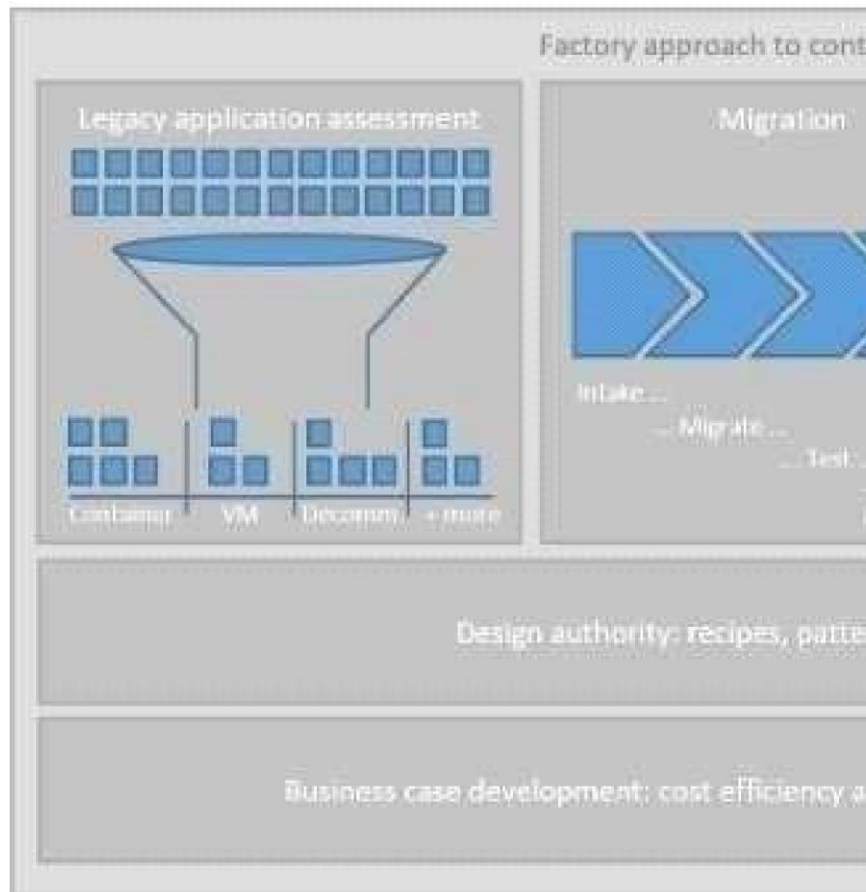 Factory approach to cont
Legacy application assessment
Container
VM
Decomm.
+ more
Migration
Intake ...
... Migrate ...
... Test ...
Design authority: recipes, patte
Business case development: cost efficiency a